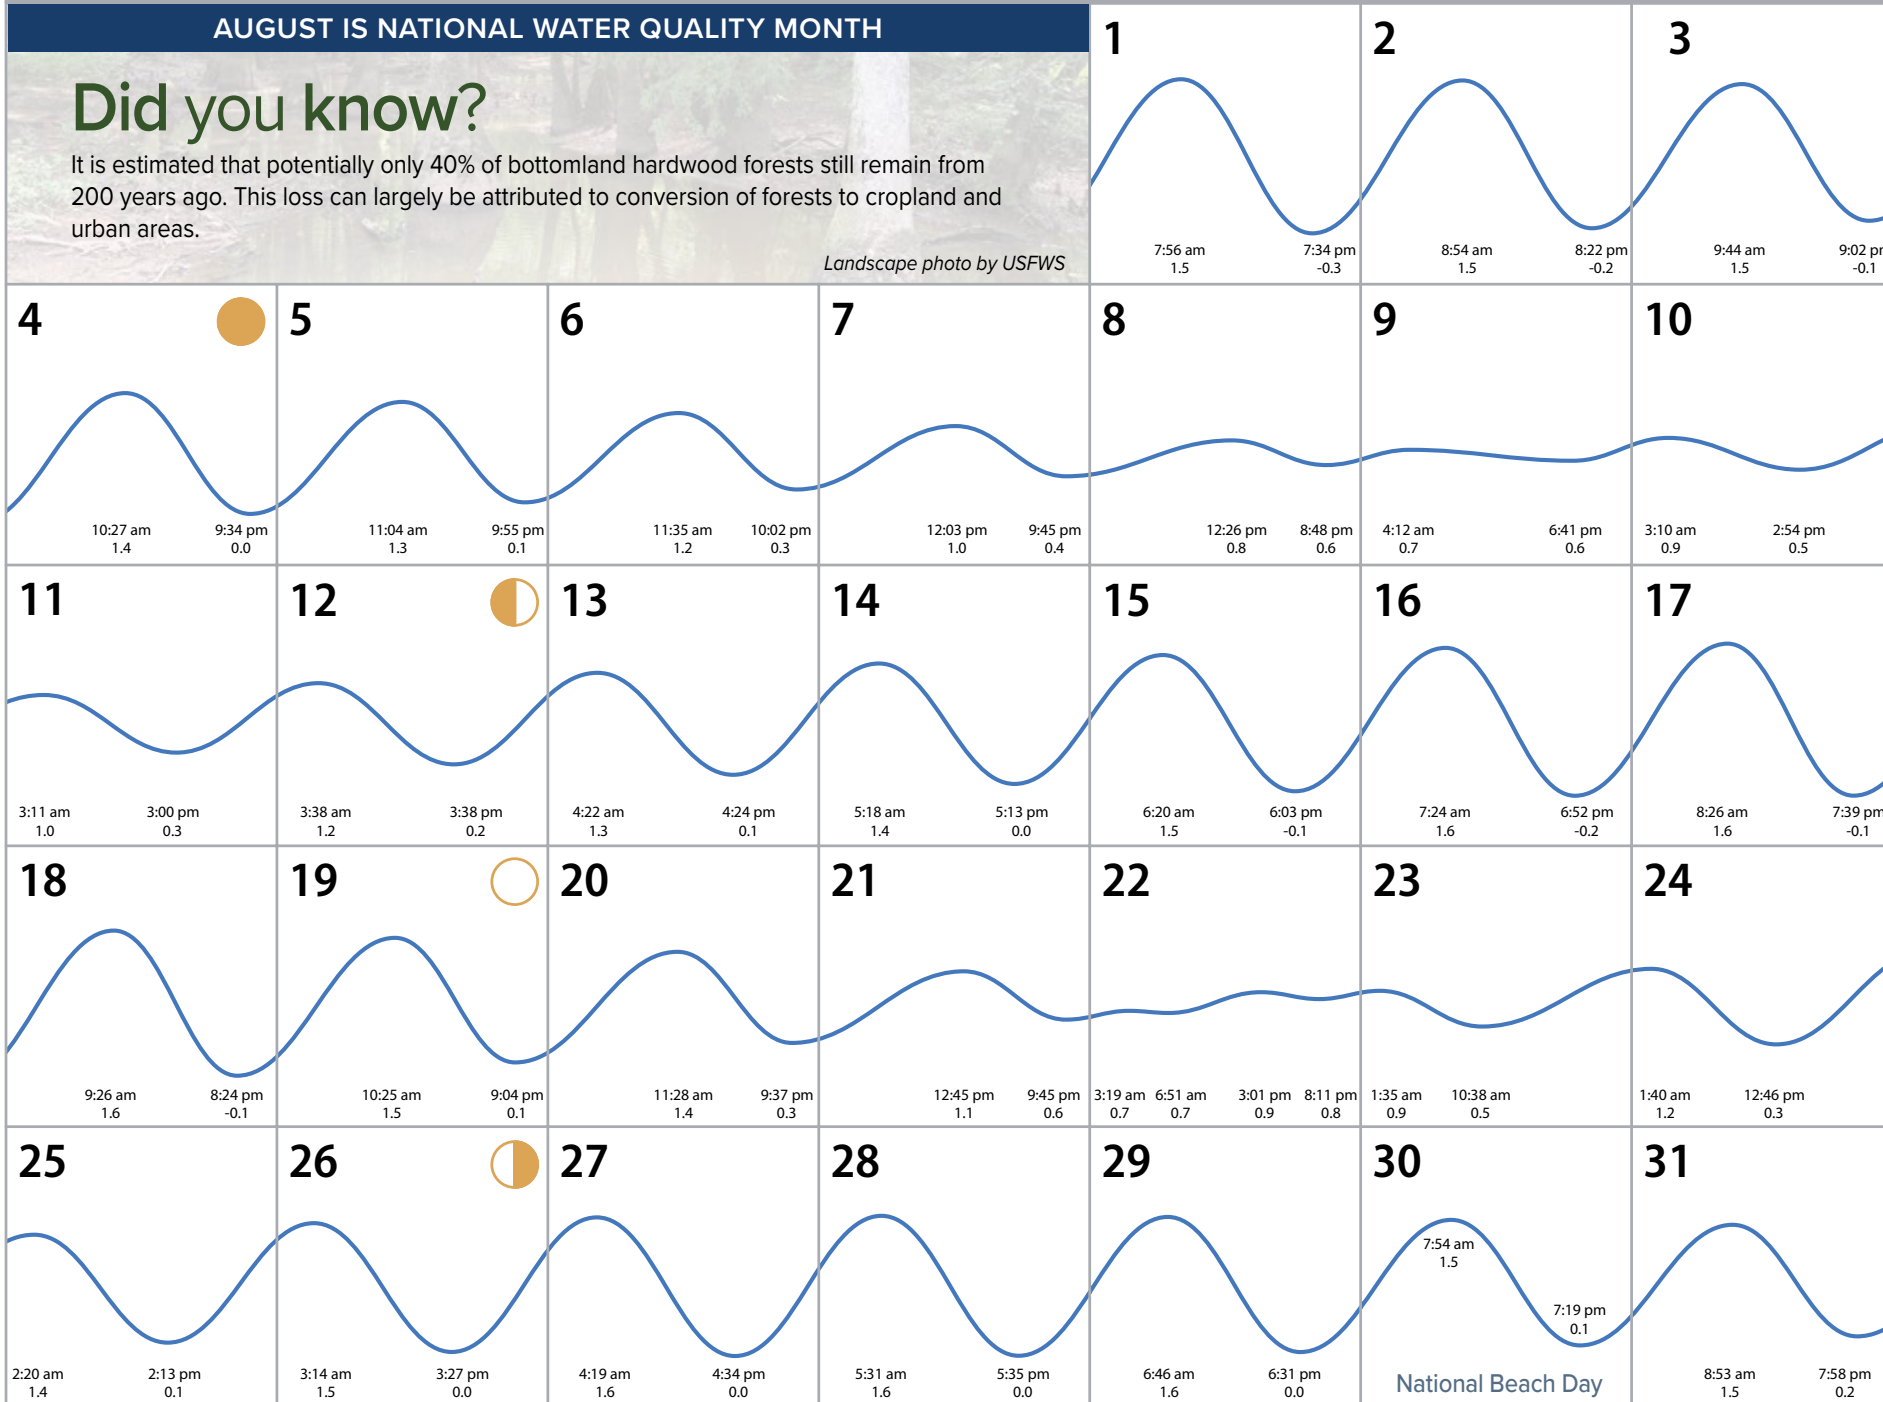 AUGUST IS NATIONAL WATER QUALITY MONTH
Did you know?
It is estimated that potentially only 40% of bottomland hardwood forests still remain from
200 years ago. This loss can largely be attributed to conversion of forests to cropland and
urban areas.
Landscape photo by USFWS
1
7:56 am 7:34 pm
1.5 -0.3
2
8:54 am 8:22 pm
1.5 -0.2
3
9:44 am 9:02 pm
1.5 -0.1
4
10:27 am 9:34 pm
1.4 0.0
5
11:04 am 9:55 pm
1.3 0.1
6
11:35 am 10:02 pm
1.2 0.3
7
12:03 pm 9:45 pm
1.0 0.4
8
12:26 pm 8:48 pm
0.8 0.6
9
4:12 am 6:41 pm
0.7 0.6
10
3:10 am 2:54 pm
0.9 0.5
11
3:11 am 3:00 pm
1.0 0.3
12
3:38 am 3:38 pm
1.2 0.2
13
4:22 am 4:24 pm
1.3 0.1
14
5:18 am 5:13 pm
1.4 0.0
15
6:20 am 6:03 pm
1.5 -0.1
16
7:24 am 6:52 pm
1.6 -0.2
17
8:26 am 7:39 pm
1.6 -0.1
18
9:26 am 8:24 pm
1.6 -0.1
19
10:25 am 9:04 pm
1.5 0.1
20
11:28 am 9:37 pm
1.4 0.3
21
12:45 pm 9:45 pm
1.1 0.6
22
3:19 am 6:51 am 3:01 pm 8:11 pm
0.7 0.7 0.9 0.8
23
1:35 am 10:38 am
0.9 0.5
24
1:40 am 12:46 pm
1.2 0.3
25
2:20 am 2:13 pm
1.4 0.1
26
3:14 am 3:27 pm
1.5 0.0
27
4:19 am 4:34 pm
1.6 0.0
28
5:31 am 5:35 pm
1.6 0.0
29
6:46 am 6:31 pm
1.6 0.0
30
7:54 am
1.5
7:19 pm
0.1
National Beach Day
31
8:53 am 7:58 pm
1.5 0.2